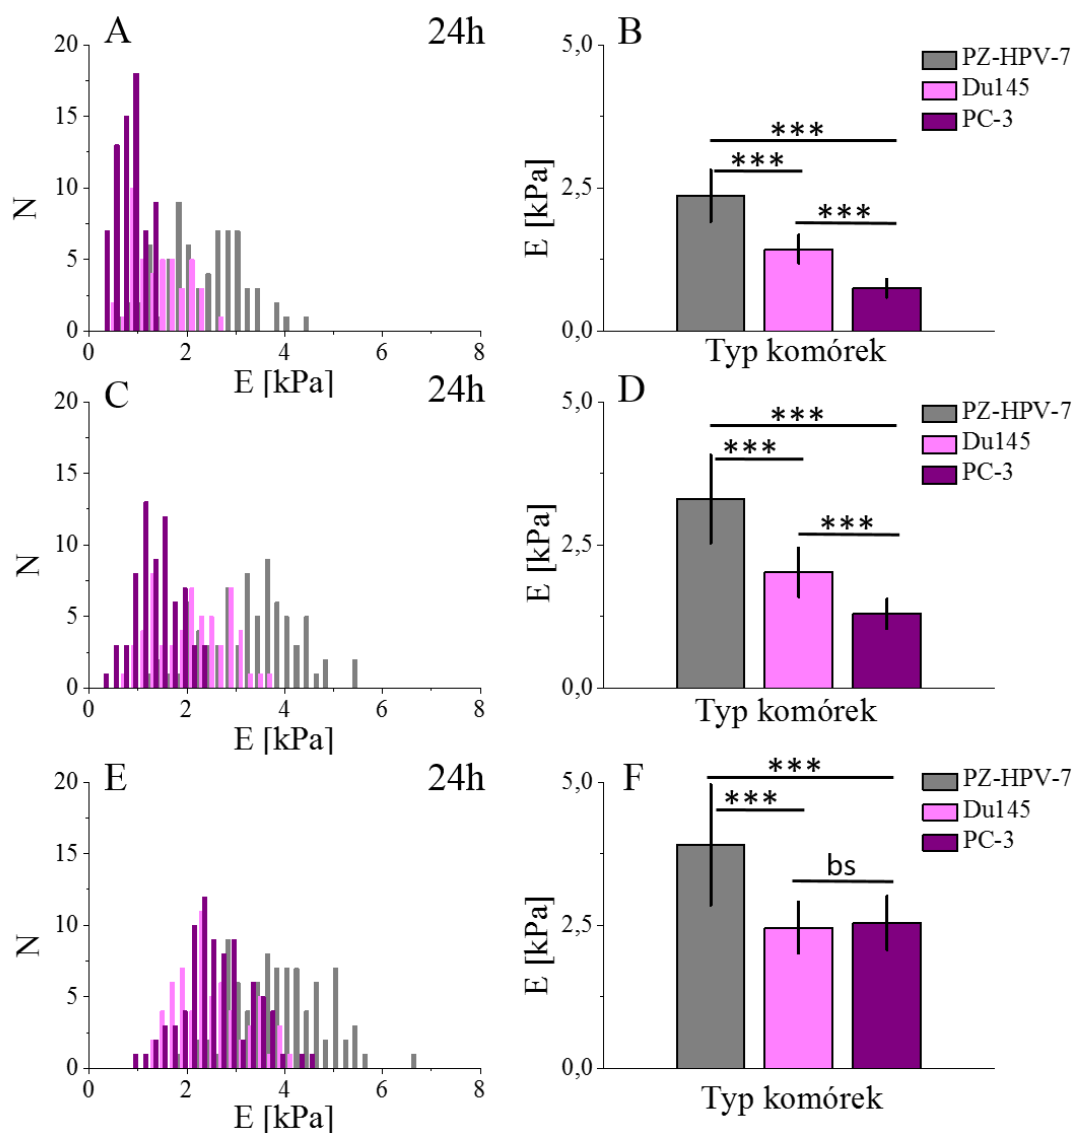 A
24h
20
15
10
5
0
N
0 2 4 6 8
E [kPa]
B
5,0
2,5
0,0
E [kPa]
***
***
***
PZ-HPV-7
Du145
PC-3
Typ komórek
C
24h
20
15
10
5
0
N
0 2 4 6 8
E [kPa]
D
5,0
2,5
0,0
E [kPa]
***
***
***
PZ-HPV-7
Du145
PC-3
Typ komórek
E
24h
20
15
10
5
0
N
0 2 4 6 8
E [kPa]
F
5,0
2,5
0,0
E [kPa]
***
***
bs
PZ-HPV-7
Du145
PC-3
Typ komórek